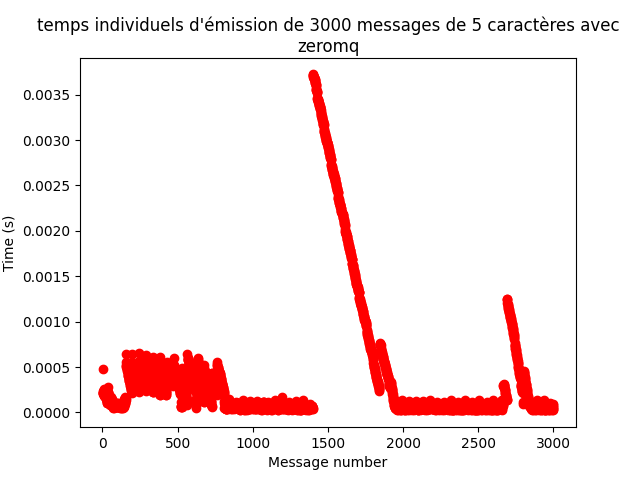 temps individuels d'émission de 3000 messages de 5 caractères avec
zeromq
0.0035
0.0030
0.0025
0.0020
0.0015
0.0010
0.0005
0.0000
Time (s)
0 500 1000 1500 2000 2500 3000
Message number